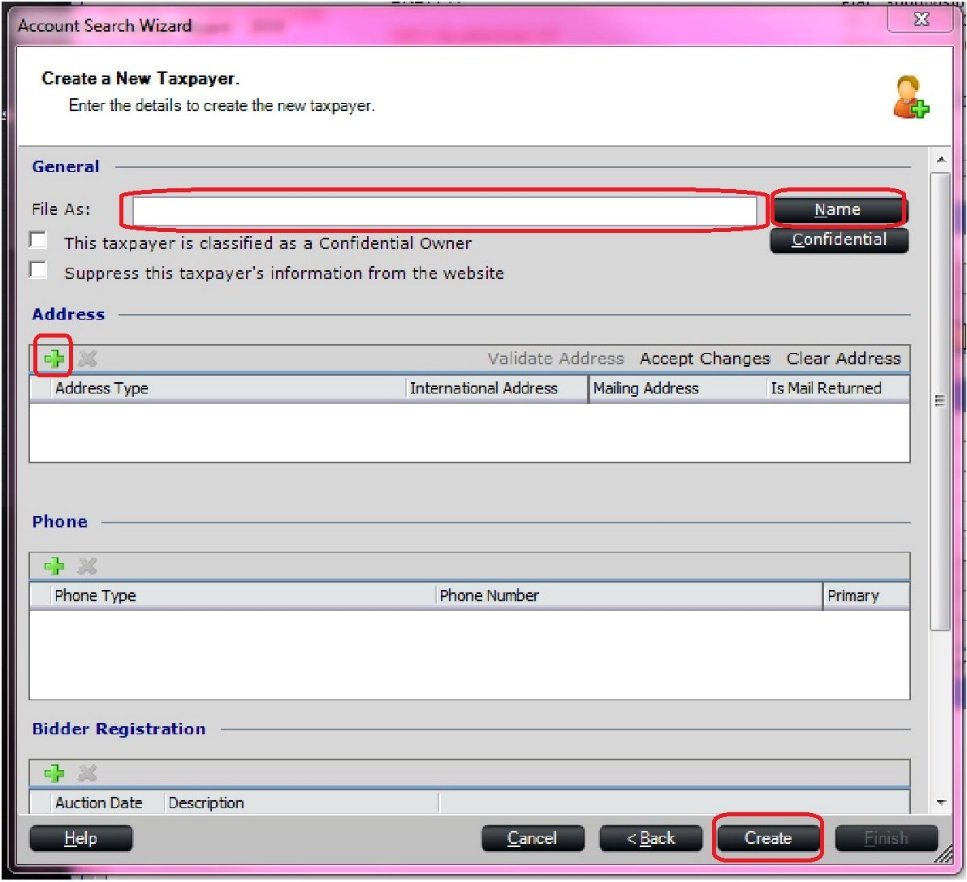 Account Search Wizard
Create a New Taxpayer.
Enter the details to create the new taxpayer.
General
File As:
Name
This taxpayer is classified as a Confidential Owner
Confidential
Suppress this taxpayer's information from the website
Address
Validate Address Accept Changes Clear Address
Address Type International Address Mailing Address Is Mail Returned
Phone
Phone Type Phone Number Primary
Bidder Registration
Auction Date Description
Help Cancel < Back Create Finish